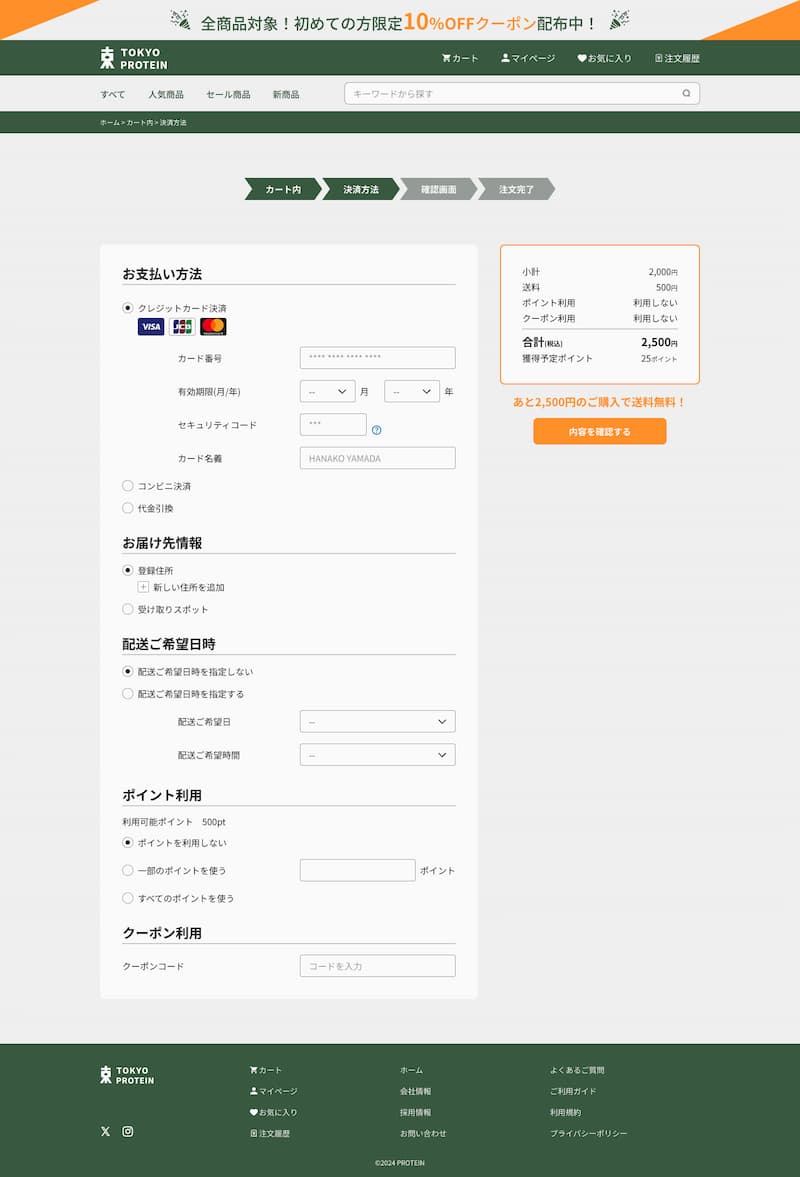 全商品対象！初めての方限定10%OFFクーポン配布中！
TOKYO
PROTEIN
カート マイページ お気に入り 注文履歴
すべて 人気商品 セール商品 新商品 キーワードから探す
ホーム > カート内 > 決済方法
カート内 決済方法 確認画面 注文完了
お支払い方法
クレジットカード決済
VISA JCB
カード番号 **** **** **** ****
有効期限(月/年) -- 月 -- 年
セキュリティコード *** ?
カード名義 HANAKO YAMADA
コンビニ決済
代金引換
お届け先情報
登録住所
新しい住所を追加
受け取りスポット
配送ご希望日時
配送ご希望日時を指定しない
配送ご希望日時を指定する
配送ご希望日 --
配送ご希望時間 --
ポイント利用
利用可能ポイント 500pt
ポイントを利用しない
一部のポイントを使う ポイント
すべてのポイントを使う
クーポン利用
クーポンコード コードを入力
小計 2,000円
送料 500円
ポイント利用 利用しない
クーポン利用 利用しない
合計(税込) 2,500円
獲得予定ポイント 25ポイント
あと2,500円のご購入で送料無料！
内容を確認する
TOKYO
PROTEIN
カート
マイページ
お気に入り
注文履歴
ホーム
会社情報
採用情報
お問い合わせ
よくあるご質問
ご利用ガイド
利用規約
プライバシーポリシー
©2024 PROTEIN